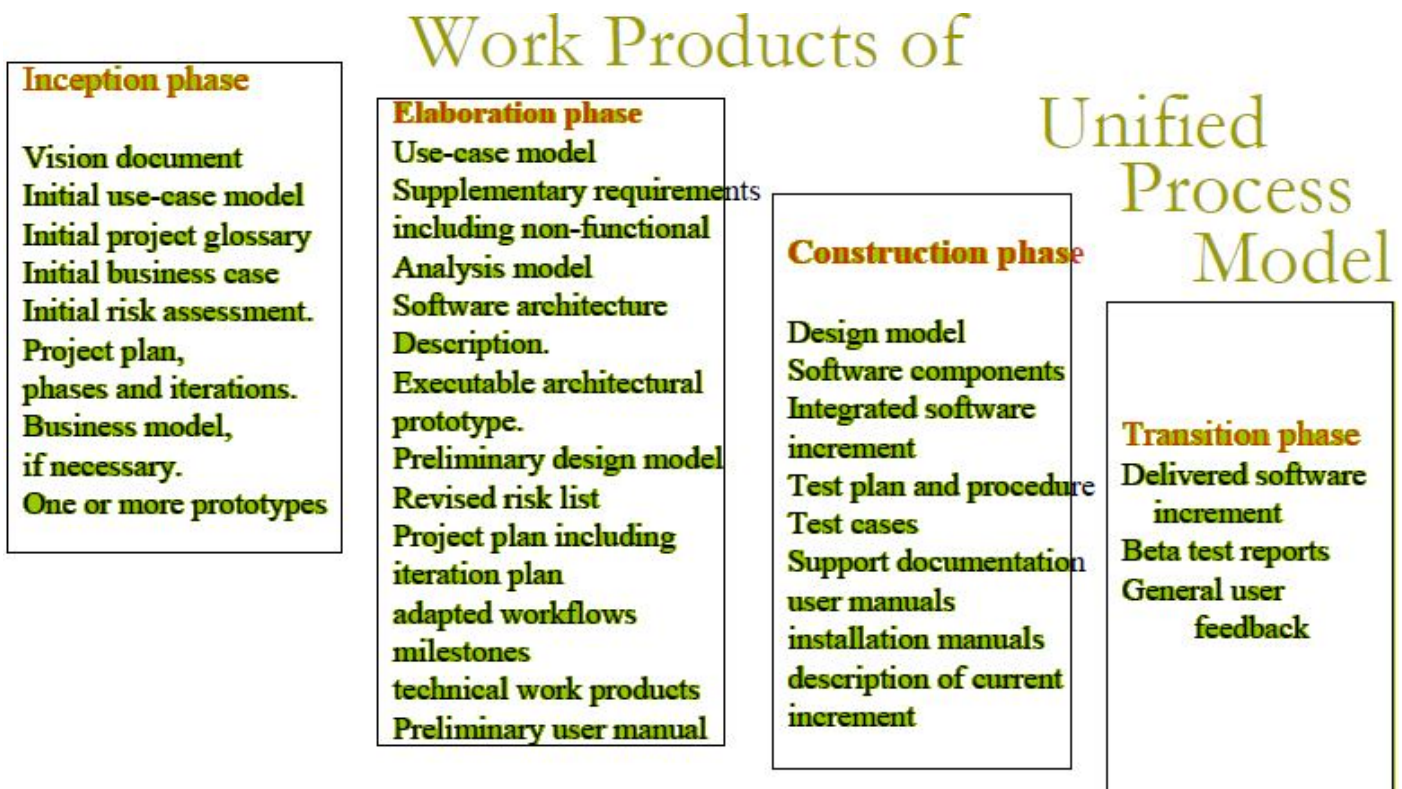 Work Products of
Unified
Process
Model
Inception phase
Vision document
Initial use-case model
Initial project glossary
Initial business case
Initial risk assessment.
Project plan,
phases and iterations.
Business model,
if necessary.
One or more prototypes
Elaboration phase
Use-case model
Supplementary requirements
including non-functional
Analysis model
Software architecture
Description.
Executable architectural
prototype.
Preliminary design model
Revised risk list
Project plan including
iteration plan
adapted workflows
milestones
technical work products
Preliminary user manual
Construction phase
Design model
Software components
Integrated software
increment
Test plan and procedure
Test cases
Support documentation
user manuals
installation manuals
description of current
increment
Transition phase
Delivered software
increment
Beta test reports
General user
feedback